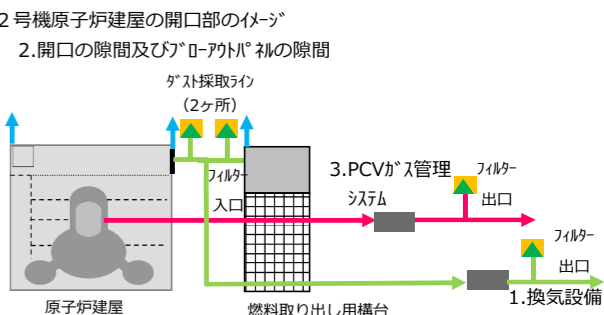 2号機原子炉建屋の開口部のイメージ
2.開口の隙間及びブローアウトパネルの隙間
ダスト採取ライン
(2ヶ所)
フィルター
入口
3.PCVガス管理
システム
フィルター
出口
フィルター
出口
1.換気設備
原子炉建屋
燃料取り出し用構台